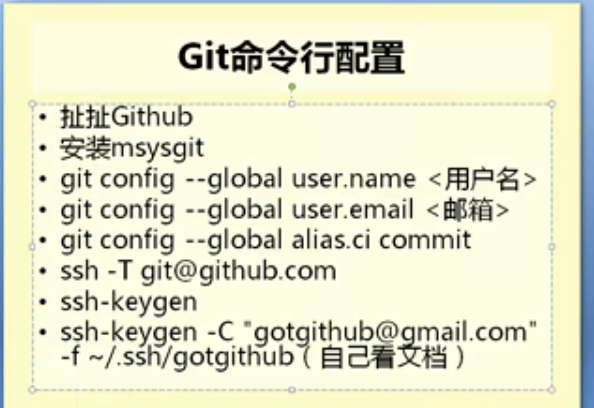 Git命令行配置
• 扯扯Github
• 安装msysgit
• git config --global user.name <用户名>
• git config --global user.email <邮箱>
• git config --global alias.ci commit
• ssh -T git@github.com
• ssh-keygen
• ssh-keygen -C "gotgithub@gmail.com"
-f ~/.ssh/gotgithub（自己看文档）